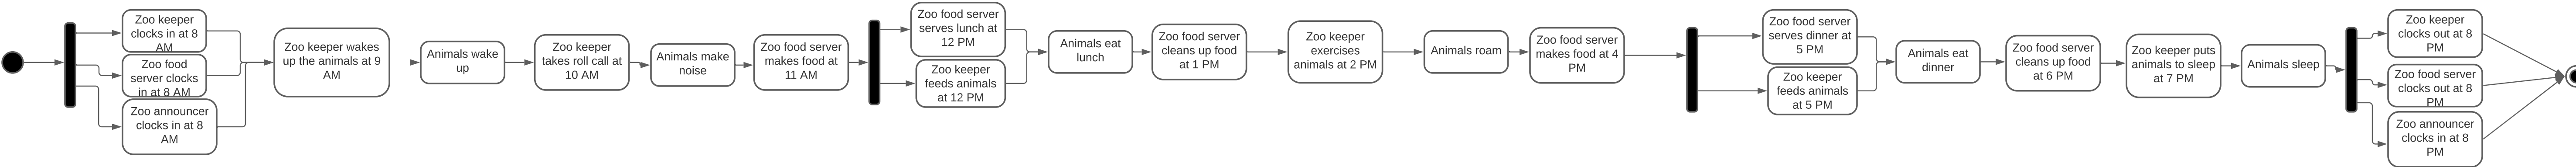 Zoo keeper
clocks in at 8
AM
Zoo food
server clocks
in at 8 AM
Zoo announcer
clocks in at 8
AM
Zoo keeper wakes
up the animals at 9
AM
Animals wake
up
Zoo keeper
takes roll call at
10 AM
Animals make
noise
Zoo food server
makes food at
11 AM
Zoo food server
serves lunch at
12 PM
Zoo keeper
feeds animals
at 12 PM
Animals eat
lunch
Zoo food server
cleans up food
at 1 PM
Zoo keeper
exercises
animals at 2 PM
Animals roam
Zoo food server
makes food at 4
PM
Zoo food server
serves dinner at
5 PM
Zoo keeper
feeds animals
at 5 PM
Animals eat
dinner
Zoo food server
cleans up food
at 6 PM
Zoo keeper puts
animals to sleep
at 7 PM
Animals sleep
Zoo keeper
clocks out at 8
PM
Zoo food server
clocks out at 8
PM
Zoo announcer
clocks in at 8
PM